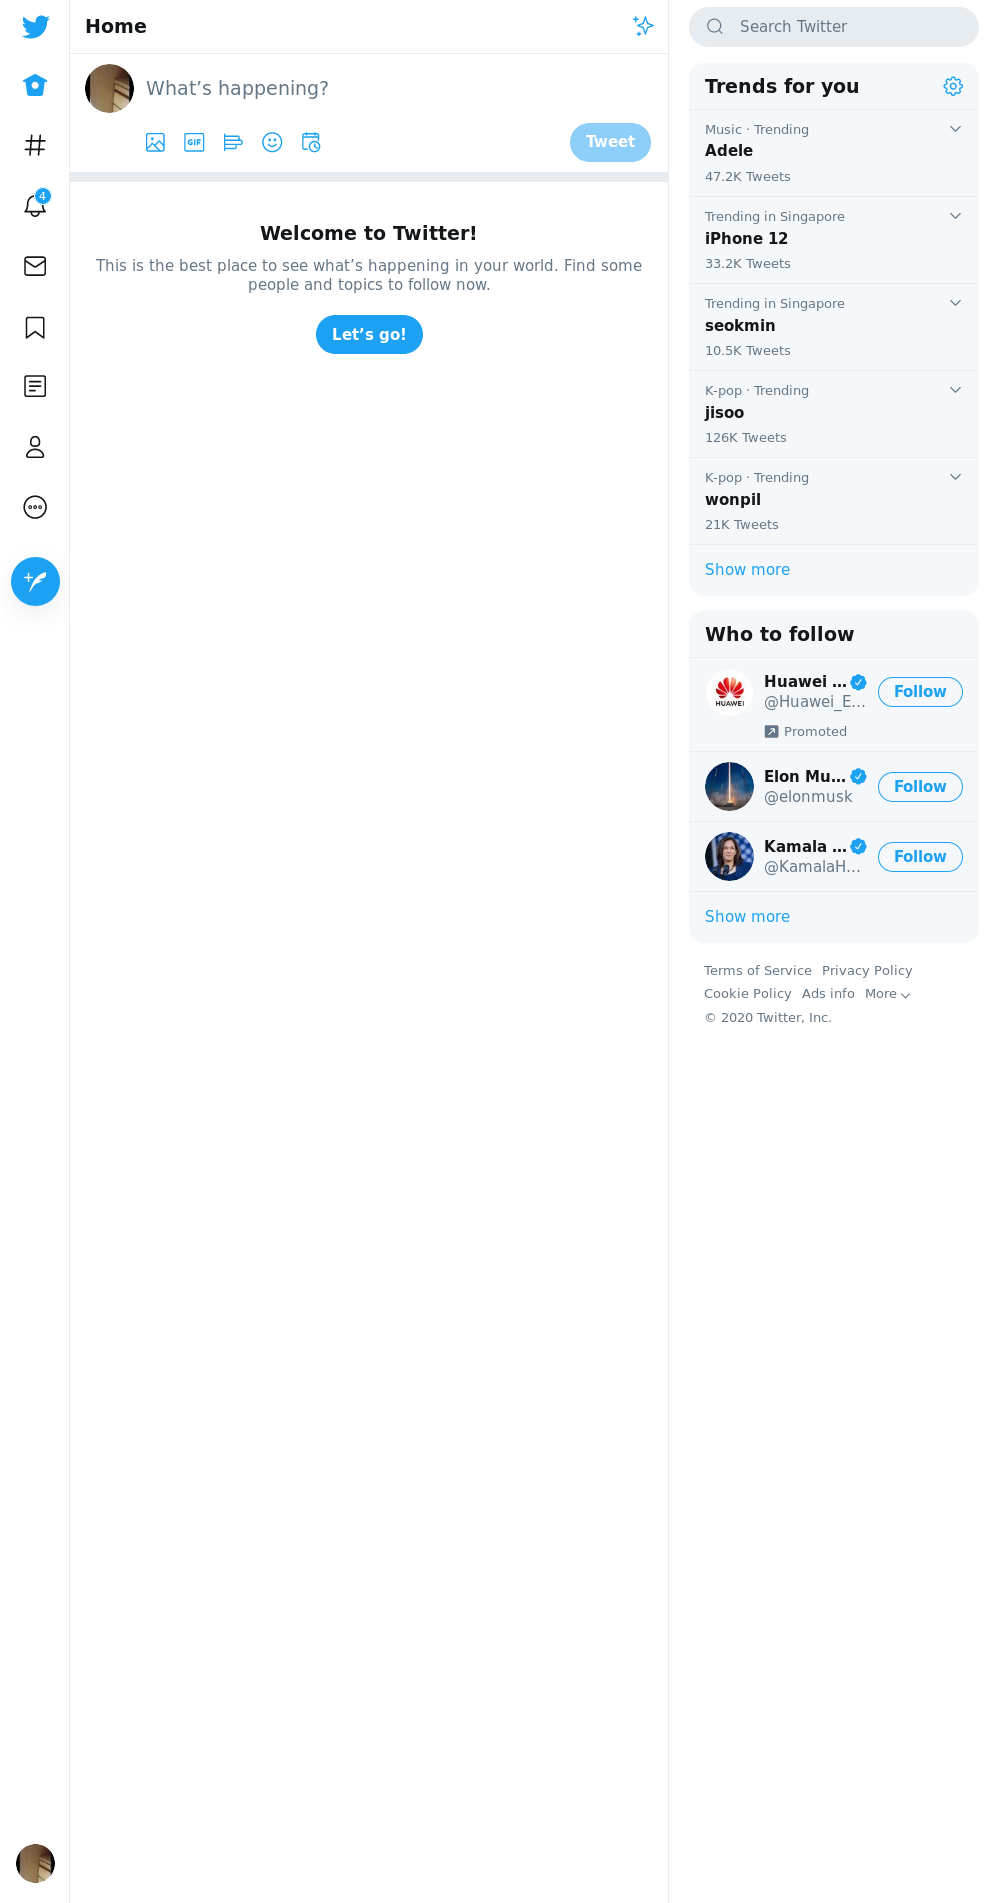 Home
What’s happening?
GIF
Tweet
4
Welcome to Twitter!
This is the best place to see what’s happening in your world. Find some
people and topics to follow now.
Let’s go!
Search Twitter
Trends for you
Music · Trending
Adele
47.2K Tweets
Trending in Singapore
iPhone 12
33.2K Tweets
Trending in Singapore
seokmin
10.5K Tweets
K-pop · Trending
jisoo
126K Tweets
K-pop · Trending
wonpil
21K Tweets
Show more
Who to follow
HUAWEI
Huawei ...
@Huawei_E...
Follow
Promoted
Elon Mu...
@elonmusk
Follow
Kamala ...
@KamalaH...
Follow
Show more
Terms of Service Privacy Policy
Cookie Policy Ads info More
© 2020 Twitter, Inc.